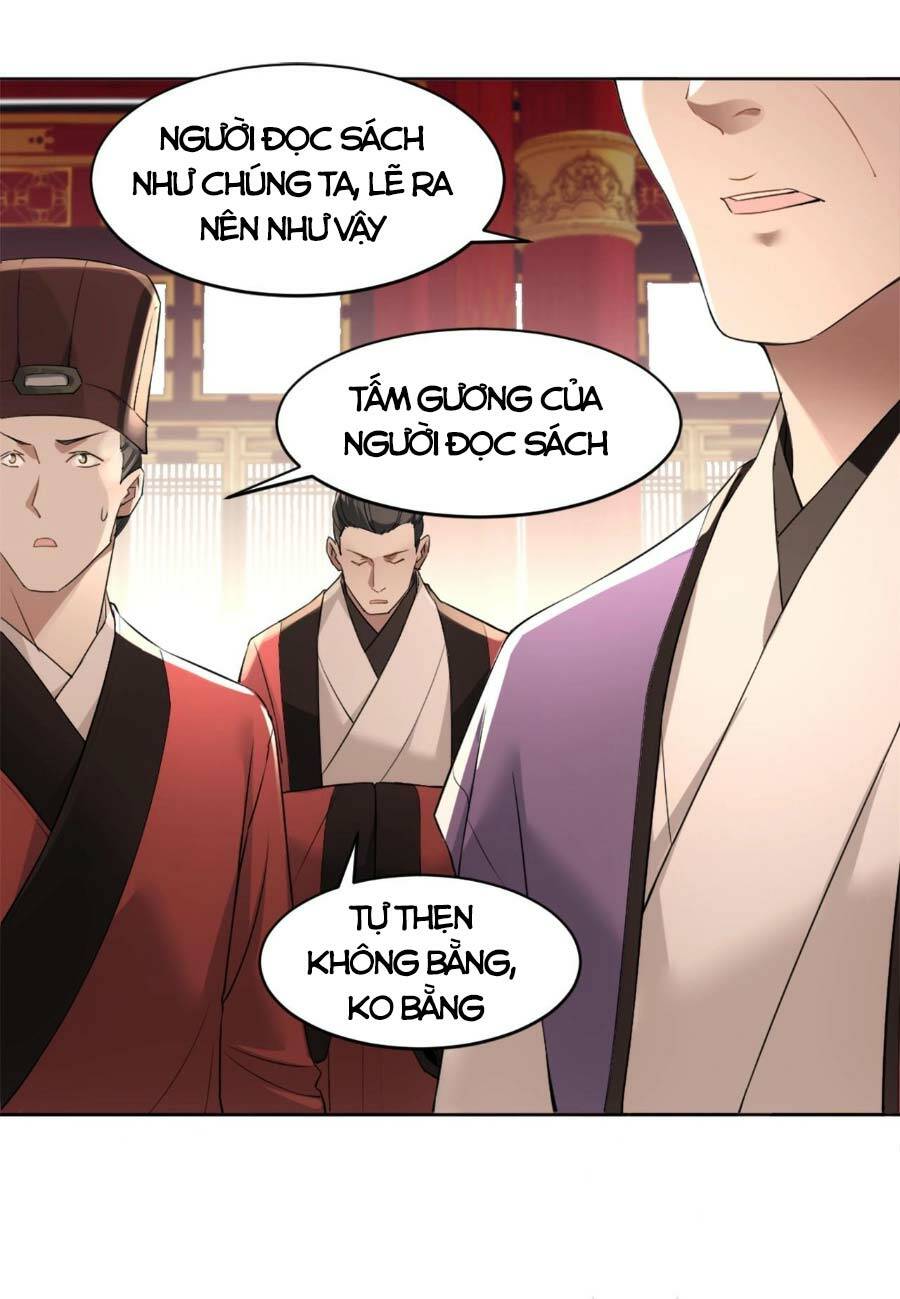 NGƯỜI ĐỌC SÁCH
NHƯ CHÚNG TA, LẼ RA
NÊN NHƯ VẬY
TẤM GƯƠNG CỦA
NGƯỜI ĐỌC SÁCH
TỰ THẸN
KHÔNG BẰNG,
KO BẰNG